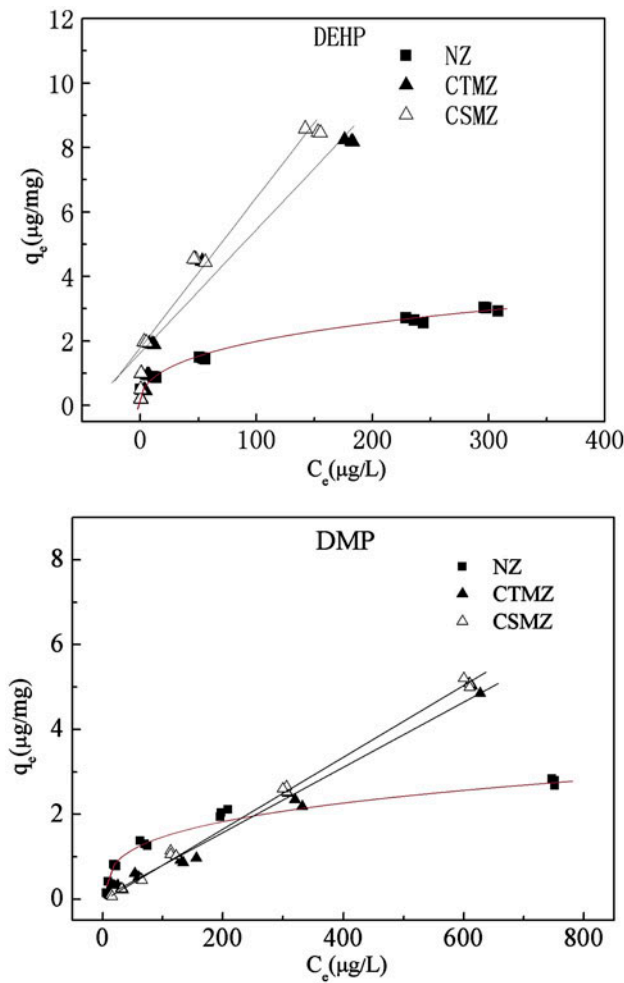 DEHP
NZ
CTMZ
CSMZ
12
10
8
6
4
2
0
qe(μg/mg)
0 100 200 300 400
Ce(μg/L)
DMP
NZ
CTMZ
CSMZ
8
6
4
2
0
qe(μg/mg)
0 200 400 600 800
Ce(μg/L)